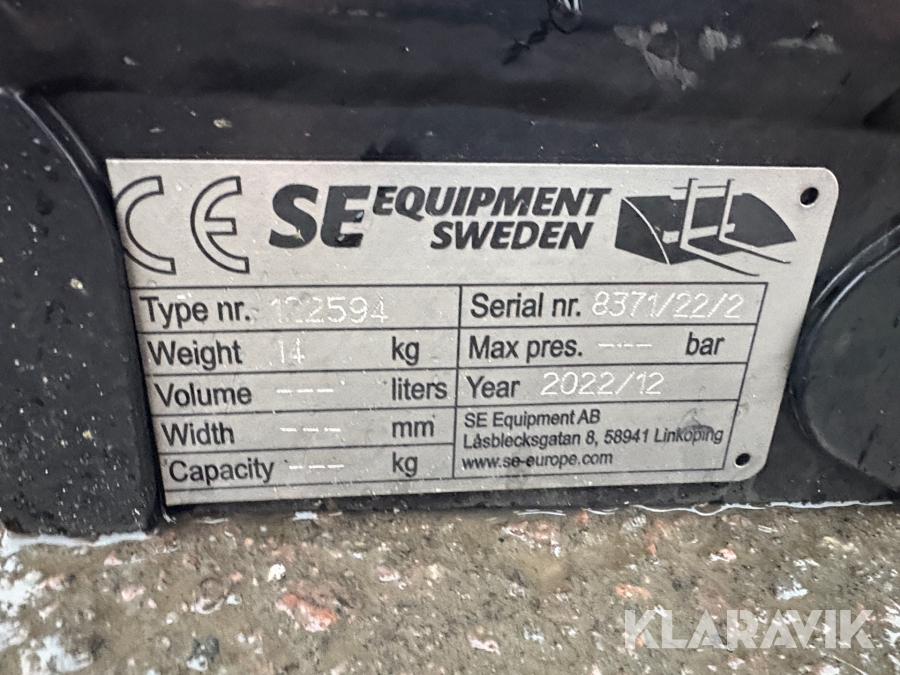 CE SE EQUIPMENT
SWEDEN
Type nr. 122594 Serial nr. 8371/22/2
Weight 14 kg Max pres. --- bar
Volume --- liters Year 2022/12
Width --- mm SE Equipment AB
Låsblecksgatan 8, 58941 Linköping
Capacity --- kg www.se-europe.com
KLARAVIK